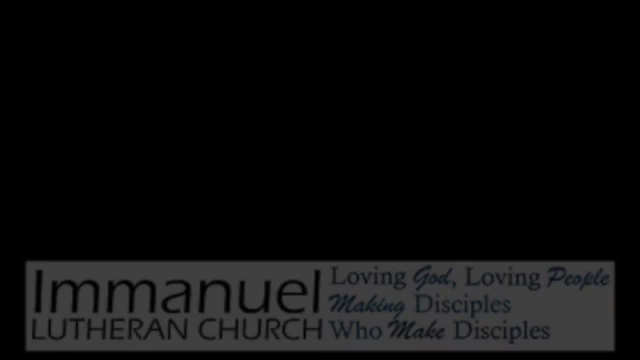 Immanuel
LUTHERAN CHURCH
Loving God, Loving People
Making Disciples
Who Make Disciples